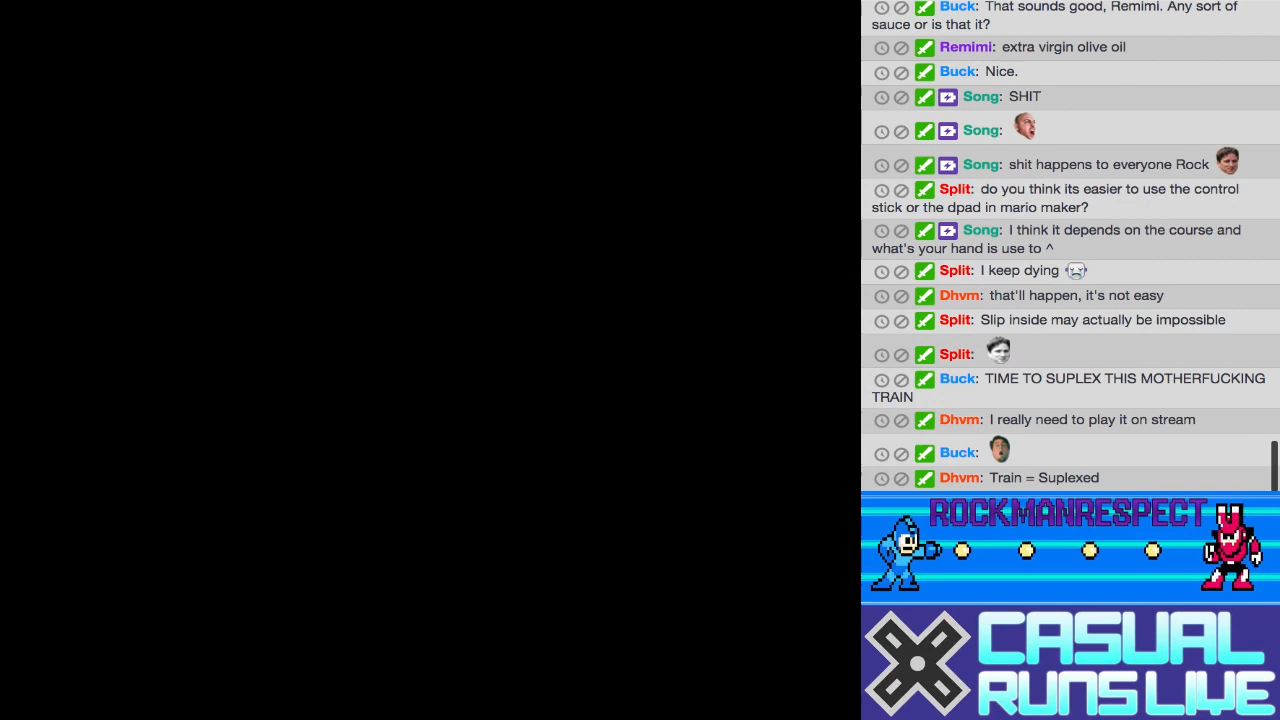 Buck: That sounds good, Remimi. Any sort of
sauce or is that it?
Remimi: extra virgin olive oil
Buck: Nice.
Song: SHIT
Song:
Song: shit happens to everyone Rock
Split: do you think its easier to use the control
stick or the dpad in mario maker?
Song: I think it depends on the course and
what's your hand is use to ^
Split: I keep dying
Dhvm: that'll happen, it's not easy
Split: Slip inside may actually be impossible
Split:
Buck: TIME TO SUPLEX THIS MOTHERFUCKING
TRAIN
Dhvm: I really need to play it on stream
Buck:
Dhvm: Train = Suplexed
ROCKMANRESPECT
CASUAL
RUNS LIVE